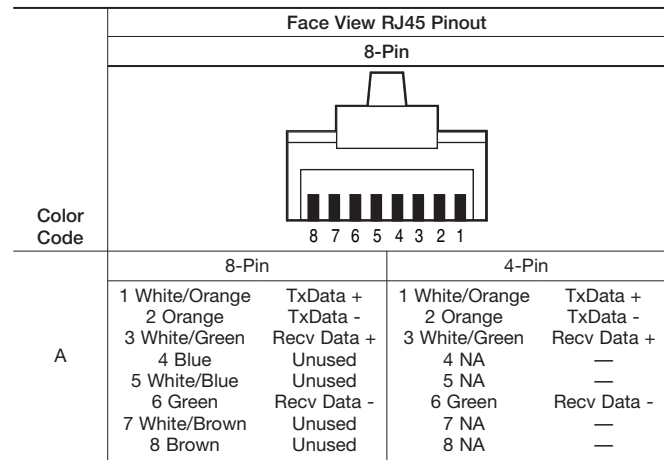 Face View RJ45 Pinout
8-Pin
8 7 6 5 4 3 2 1
Color
Code
8-Pin 4-Pin
A
1 White/Orange TxData + 1 White/Orange TxData +
2 Orange TxData - 2 Orange TxData -
3 White/Green Recv Data + 3 White/Green Recv Data +
4 Blue Unused 4 NA —
5 White/Blue Unused 5 NA —
6 Green Recv Data - 6 Green Recv Data -
7 White/Brown Unused 7 NA —
8 Brown Unused 8 NA —